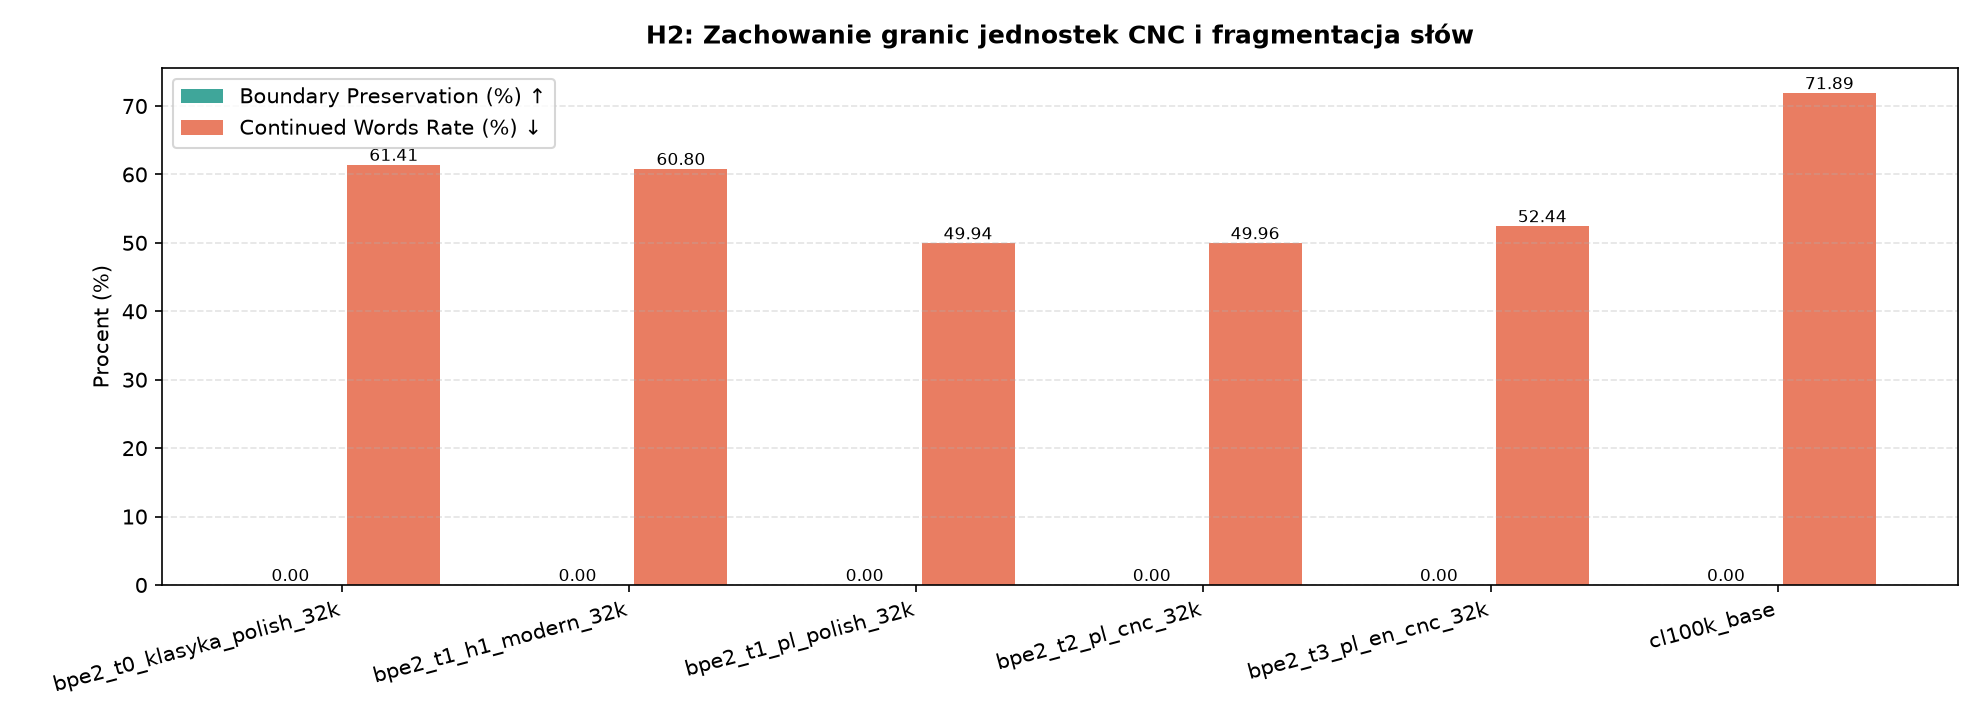 H2: Zachowanie granic jednostek CNC i fragmentacja słów
Boundary Preservation (%) ↑
Continued Words Rate (%) ↓
Procent (%)
70
60
50
40
30
20
10
0
0.00
61.41
0.00
60.80
0.00
49.94
0.00
49.96
0.00
52.44
0.00
71.89
bpe2_t0_klasyka_polish_32k
bpe2_t1_h1_modern_32k
bpe2_t1_pl_polish_32k
bpe2_t2_pl_cnc_32k
bpe2_t3_pl_en_cnc_32k
cl100k_base